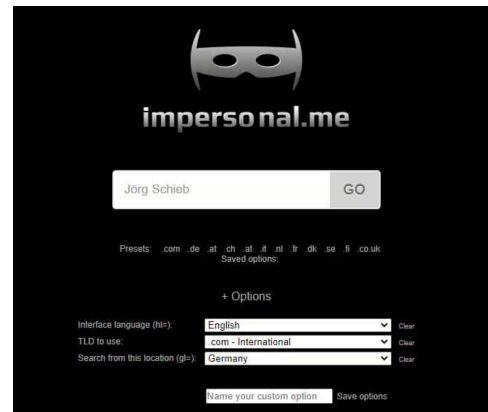 impersonal.me
Jörg Schieb GO
Presets: .com .de .at .ch .at .it .nl .fr .dk .se .fi .co.uk
Saved options:
+ Options
Interface language (hl=): English Clear
TLD to use: .com - International Clear
Search from this location (gl=): Germany Clear
Name your custom option Save options